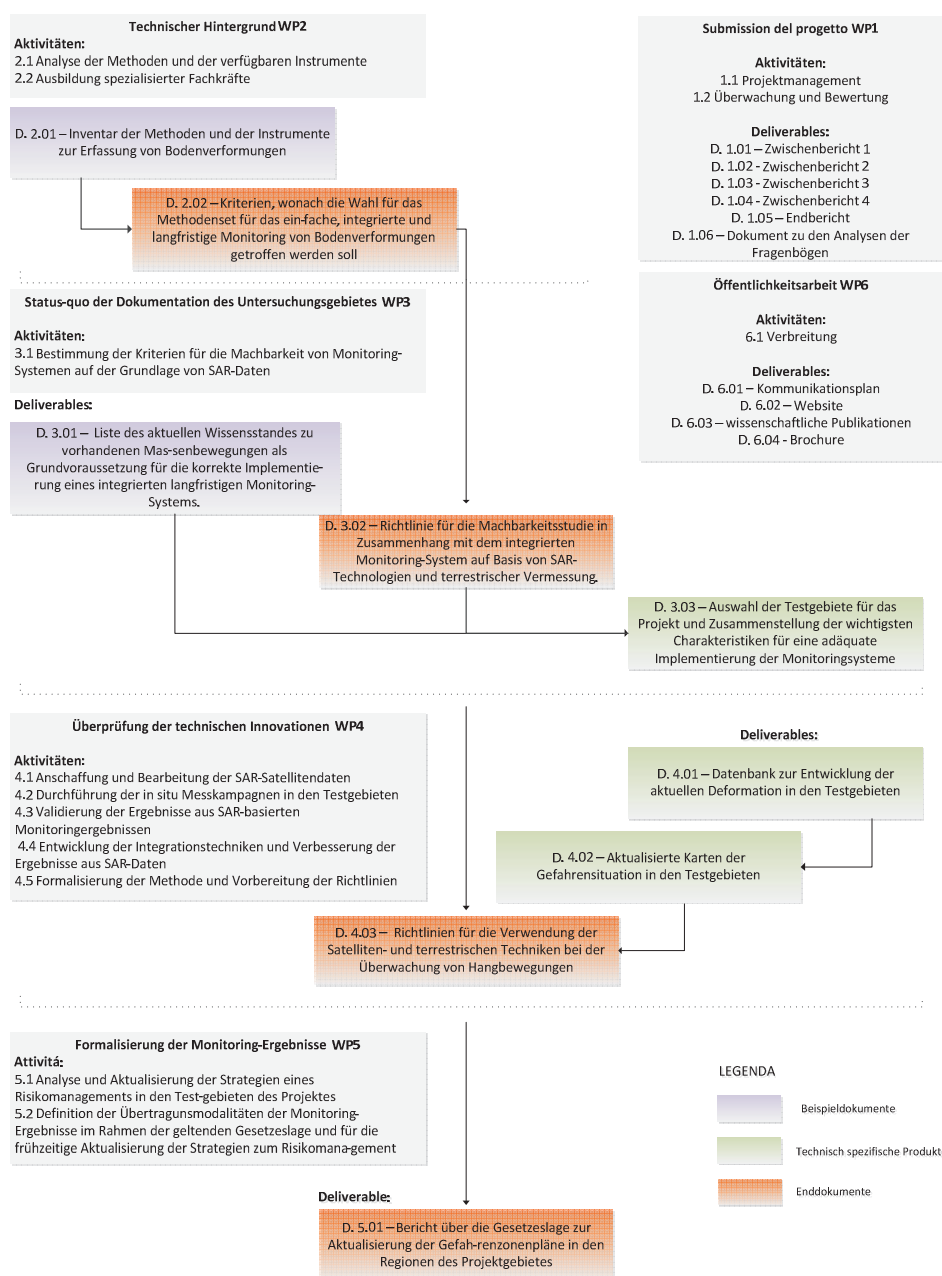 Technischer Hintergrund WP2
Aktivitäten:
2.1 Analyse der Methoden und der verfügbaren Instrumente
2.2 Ausbildung spezialisierter Fachkräfte
D. 2.01 – Inventar der Methoden und der Instrumente
zur Erfassung von Bodenverformungen
D. 2.02 – Kriterien, wonach die Wahl für das
Methodenset für das ein-fache, integrierte und
langfristige Monitoring von Bodenverformungen
getroffen werden soll
Submission del progetto WP1
Aktivitäten:
1.1 Projektmanagement
1.2 Überwachung und Bewertung
Deliverables:
D. 1.01 – Zwischenbericht 1
D. 1.02 - Zwischenbericht 2
D. 1.03 - Zwischenbericht 3
D. 1.04 - Zwischenbericht 4
D. 1.05 – Endbericht
D. 1.06 – Dokument zu den Analysen der
Fragenbögen
Öffentlichkeitsarbeit WP6
Aktivitäten:
6.1 Verbreitung
Deliverables:
D. 6.01 – Kommunikationsplan
D. 6.02 – Website
D. 6.03 – wissenschaftliche Publikationen
D. 6.04 - Brochure
Status-quo der Dokumentation des Untersuchungsgebietes WP3
Aktivitäten:
3.1 Bestimmung der Kriterien für die Machbarkeit von Monitoring-
Systemen auf der Grundlage von SAR-Daten
Deliverables:
D. 3.01 – Liste des aktuellen Wissensstandes zu
vorhandenen Mas-senbewegungen als
Grundvoraussetzung für die korrekte Implementie-
rung eines integrierten langfristigen Monitoring-
Systems.
D. 3.02 – Richtlinie für die Machbarkeitsstudie in
Zusammenhang mit dem integrierten
Monitoring-System auf Basis von SAR-
Technologien und terrestrischer Vermessung.
D. 3.03 – Auswahl der Testgebiete für das
Projekt und Zusammenstellung der wichtigsten
Charakteristiken für eine adäquate
Implementierung der Monitoringsysteme
Überprüfung der technischen Innovationen WP4
Aktivitäten:
4.1 Anschaffung und Bearbeitung der SAR-Satellitendaten
4.2 Durchführung der in situ Messkampagnen in den Testgebieten
4.3 Validierung der Ergebnisse aus SAR-basierten
Monitoringergebnissen
4.4 Entwicklung der Integrationstechniken und Verbesserung der
Ergebnisse aus SAR-Daten
4.5 Formalisierung der Methode und Vorbereitung der Richtlinien
Deliverables:
D. 4.01 – Datenbank zur Entwicklung der
aktuellen Deformation in den Testgebieten
D. 4.02 – Aktualisierte Karten der
Gefahrensituation in den Testgebieten
D. 4.03 – Richtlinien für die Verwendung der
Satelliten- und terrestrischen Techniken bei der
Überwachung von Hangbewegungen
Formalisierung der Monitoring-Ergebnisse WP5
Attivitá:
5.1 Analyse und Aktualisierung der Strategien eines
Risikomanagements in den Test-gebieten des Projektes
5.2 Definition der Übertragunsmodalitäten der Monitoring-
Ergebnisse im Rahmen der geltenden Gesetzeslage und für die
frühzeitige Aktualisierung der Strategien zum Risikomana-gement
Deliverable:
D. 5.01 – Bericht über die Gesetzeslage zur
Aktualisierung der Gefah-renzonenpläne in den
Regionen des Projektgebietes
LEGENDA
Beispieldokumente
Technisch spezifische Produkte
Enddokumente